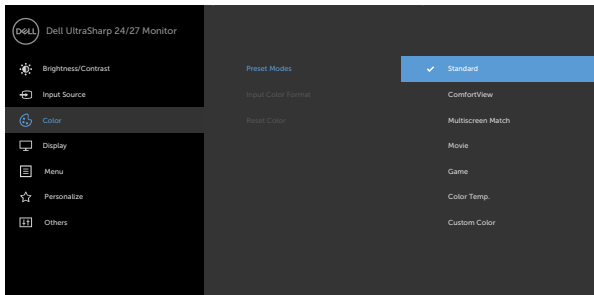 DELL Dell UltraSharp 24/27 Monitor
Brightness/Contrast Preset Modes Standard
Input Source Input Color Format ComfortView
Color Reset Color Multiscreen Match
Display Movie
Menu Game
Personalize Color Temp.
Others Custom Color